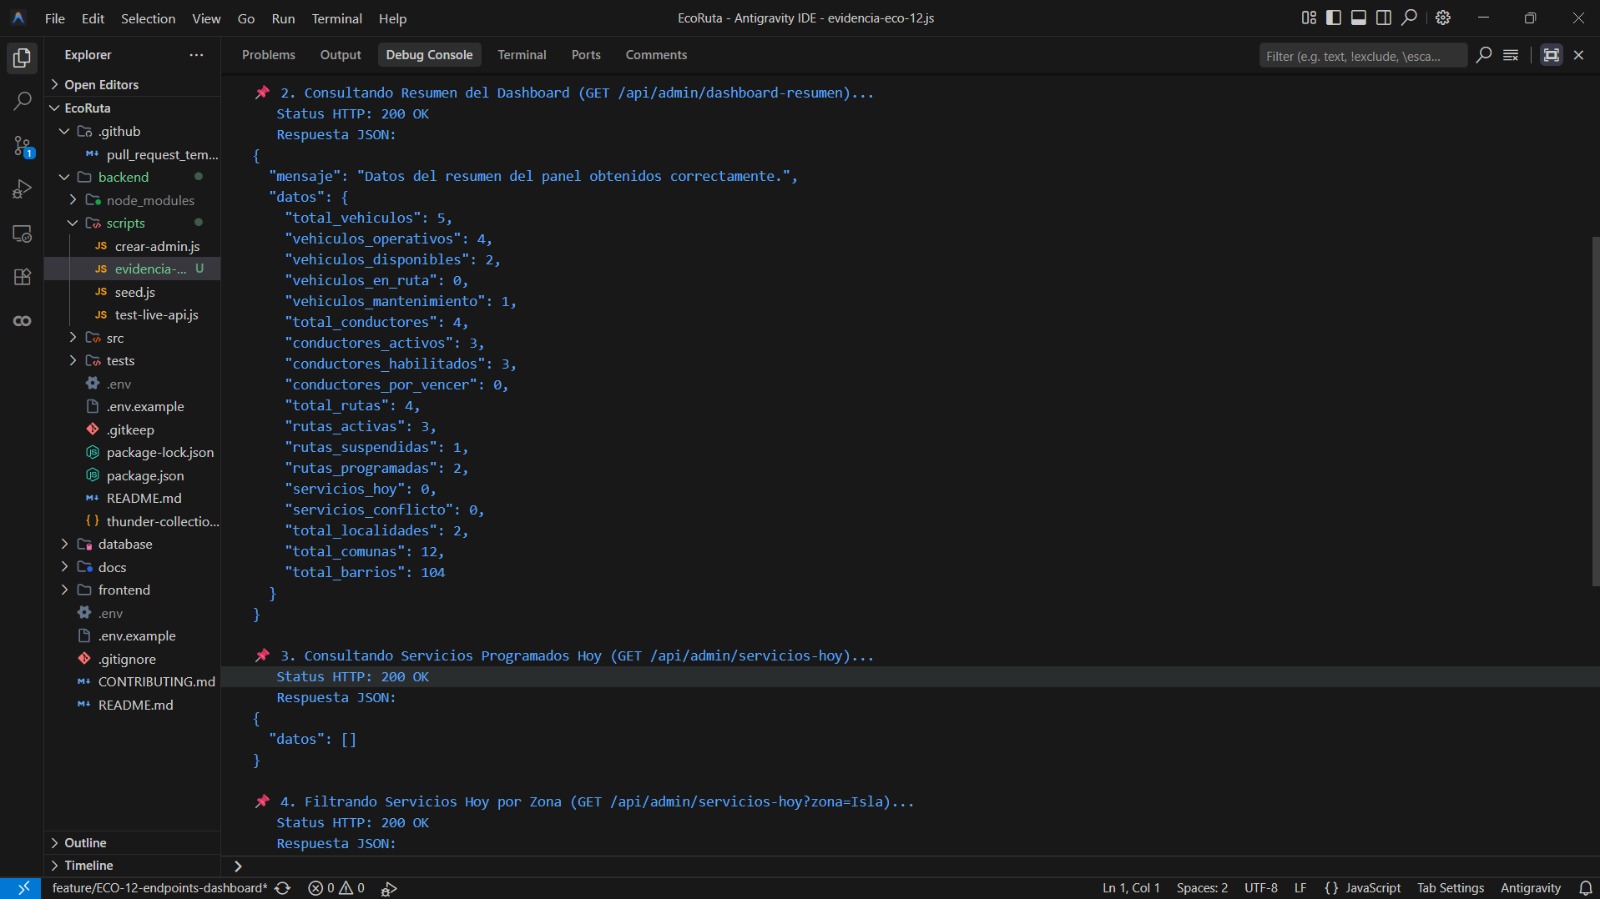 File Edit Selection View Go Run Terminal Help
EcoRuta - Antigravity IDE - evidencia-eco-12.js
Explorer
Problems Output Debug Console Terminal Ports Comments
Filter (e.g. text, !exclude, \esca...
Open Editors
EcoRuta
.github
pull_request_tem...
backend
node_modules
scripts
JS crear-admin.js
JS evidencia-... U
JS seed.js
JS test-live-api.js
src
tests
.env
.env.example
.gitkeep
package-lock.json
package.json
README.md
thunder-collectio...
database
docs
frontend
.env
.env.example
.gitignore
CONTRIBUTING.md
README.md
Outline
Timeline
1
2. Consultando Resumen del Dashboard (GET /api/admin/dashboard-resumen)...
Status HTTP: 200 OK
Respuesta JSON:
{
"mensaje": "Datos del resumen del panel obtenidos correctamente.",
"datos": {
"total_vehiculos": 5,
"vehiculos_operativos": 4,
"vehiculos_disponibles": 2,
"vehiculos_en_ruta": 0,
"vehiculos_mantenimiento": 1,
"total_conductores": 4,
"conductores_activos": 3,
"conductores_habilitados": 3,
"conductores_por_vencer": 0,
"total_rutas": 4,
"rutas_activas": 3,
"rutas_suspendidas": 1,
"rutas_programadas": 2,
"servicios_hoy": 0,
"servicios_conflicto": 0,
"total_localidades": 2,
"total_comunas": 12,
"total_barrios": 104
}
}
3. Consultando Servicios Programados Hoy (GET /api/admin/servicios-hoy)...
Status HTTP: 200 OK
Respuesta JSON:
{
"datos": []
}
4. Filtrando Servicios Hoy por Zona (GET /api/admin/servicios-hoy?zona=Isla)...
Status HTTP: 200 OK
Respuesta JSON:
feature/ECO-12-endpoints-dashboard* 0 0 Ln 1, Col 1 Spaces: 2 UTF-8 LF {} JavaScript Tab Settings Antigravity